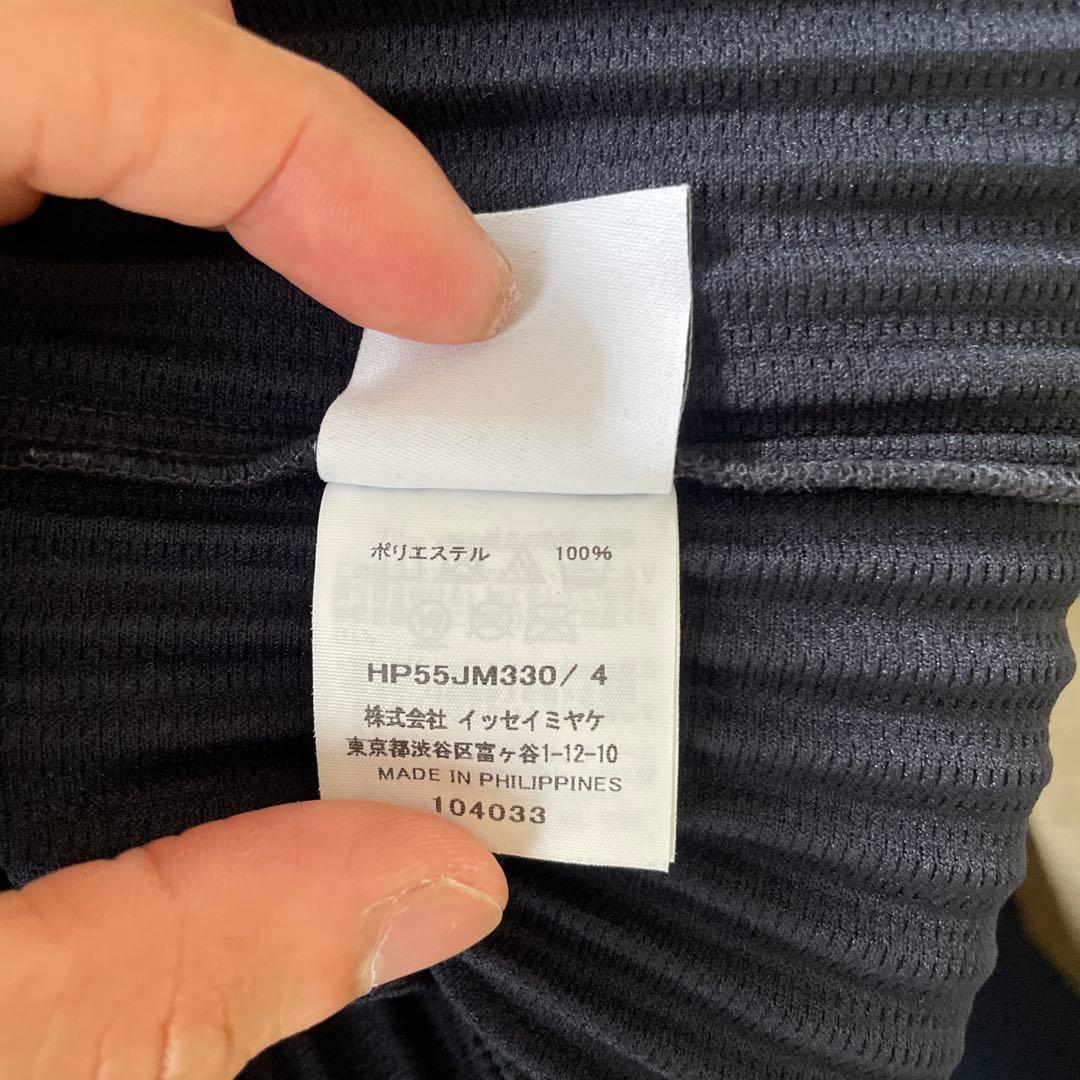 ポリエステル 100%
HP55JM330/ 4
株式会社 イッセイミヤケ
東京都渋谷区富ヶ谷1-12-10
MADE IN PHILIPPINES
104033